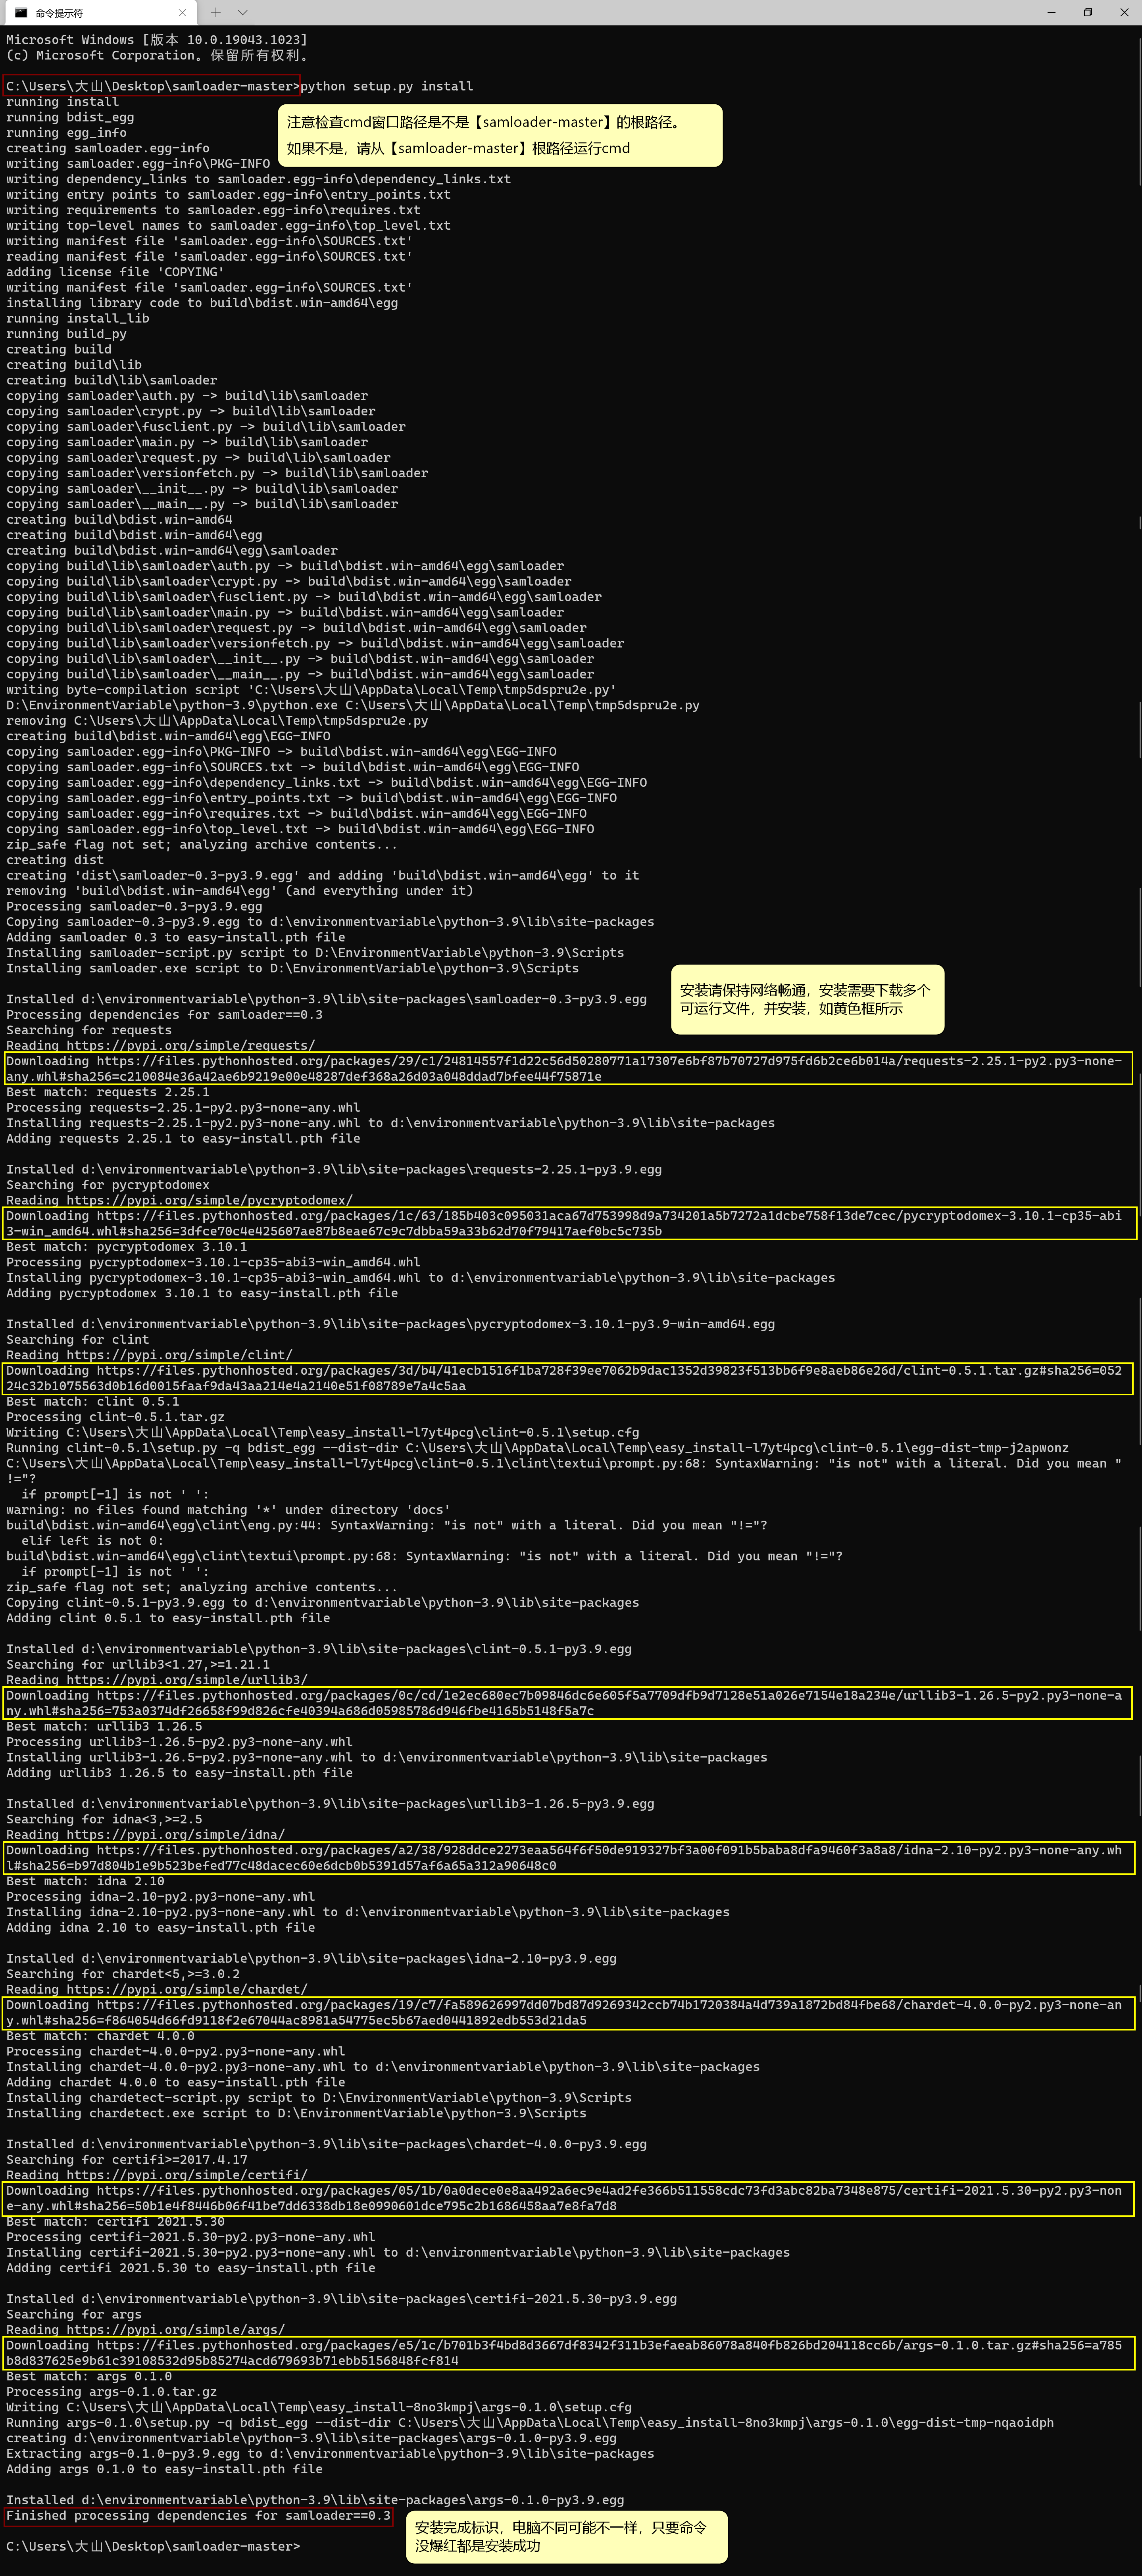 命令提示符
Microsoft Windows [版本 10.0.19043.1023]
(c) Microsoft Corporation。保留所有权利。
C:\Users\大山\Desktop\samloader-master>python setup.py install
running install
running bdist_egg
running egg_info
creating samloader.egg-info
writing samloader.egg-info\PKG-INFO
注意检查cmd窗口路径是不是【samloader-master】的根路径。
如果不是，请从【samloader-master】根路径运行cmd
writing dependency_links to samloader.egg-info\dependency_links.txt
writing entry points to samloader.egg-info\entry_points.txt
writing requirements to samloader.egg-info\requires.txt
writing top-level names to samloader.egg-info\top_level.txt
writing manifest file 'samloader.egg-info\SOURCES.txt'
reading manifest file 'samloader.egg-info\SOURCES.txt'
adding license file 'COPYING'
writing manifest file 'samloader.egg-info\SOURCES.txt'
installing library code to build\bdist.win-amd64\egg
running install_lib
running build_py
creating build
creating build\lib
creating build\lib\samloader
copying samloader\auth.py -> build\lib\samloader
copying samloader\crypt.py -> build\lib\samloader
copying samloader\fusclient.py -> build\lib\samloader
copying samloader\main.py -> build\lib\samloader
copying samloader\request.py -> build\lib\samloader
copying samloader\versionfetch.py -> build\lib\samloader
copying samloader\__init__.py -> build\lib\samloader
copying samloader\__main__.py -> build\lib\samloader
creating build\bdist.win-amd64
creating build\bdist.win-amd64\egg
creating build\bdist.win-amd64\egg\samloader
copying build\lib\samloader\auth.py -> build\bdist.win-amd64\egg\samloader
copying build\lib\samloader\crypt.py -> build\bdist.win-amd64\egg\samloader
copying build\lib\samloader\fusclient.py -> build\bdist.win-amd64\egg\samloader
copying build\lib\samloader\main.py -> build\bdist.win-amd64\egg\samloader
copying build\lib\samloader\request.py -> build\bdist.win-amd64\egg\samloader
copying build\lib\samloader\versionfetch.py -> build\bdist.win-amd64\egg\samloader
copying build\lib\samloader\__init__.py -> build\bdist.win-amd64\egg\samloader
copying build\lib\samloader\__main__.py -> build\bdist.win-amd64\egg\samloader
writing byte-compilation script 'C:\Users\大山\AppData\Local\Temp\tmp5dspru2e.py'
D:\EnvironmentVariable\python-3.9\python.exe C:\Users\大山\AppData\Local\Temp\tmp5dspru2e.py
removing C:\Users\大山\AppData\Local\Temp\tmp5dspru2e.py
creating build\bdist.win-amd64\egg\EGG-INFO
copying samloader.egg-info\PKG-INFO -> build\bdist.win-amd64\egg\EGG-INFO
copying samloader.egg-info\SOURCES.txt -> build\bdist.win-amd64\egg\EGG-INFO
copying samloader.egg-info\dependency_links.txt -> build\bdist.win-amd64\egg\EGG-INFO
copying samloader.egg-info\entry_points.txt -> build\bdist.win-amd64\egg\EGG-INFO
copying samloader.egg-info\requires.txt -> build\bdist.win-amd64\egg\EGG-INFO
copying samloader.egg-info\top_level.txt -> build\bdist.win-amd64\egg\EGG-INFO
zip_safe flag not set; analyzing archive contents...
creating dist
creating 'dist\samloader-0.3-py3.9.egg' and adding 'build\bdist.win-amd64\egg' to it
removing 'build\bdist.win-amd64\egg' (and everything under it)
Processing samloader-0.3-py3.9.egg
Copying samloader-0.3-py3.9.egg to d:\environmentvariable\python-3.9\lib\site-packages
Adding samloader 0.3 to easy-install.pth file
Installing samloader-script.py script to D:\EnvironmentVariable\python-3.9\Scripts
Installing samloader.exe script to D:\EnvironmentVariable\python-3.9\Scripts
Installed d:\environmentvariable\python-3.9\lib\site-packages\samloader-0.3-py3.9.egg
安装请保持网络畅通，安装需要下载多个
可运行文件，并安装，如黄色框所示
Processing dependencies for samloader==0.3
Searching for requests
Reading https://pypi.org/simple/requests/
Downloading https://files.pythonhosted.org/packages/29/c1/24814557f1d22c56d50280771a17307e6bf87b70727d975fd6b2ce6b014a/requests-2.25.1-py2.py3-none-
any.whl#sha256=c210084e36a42ae6b9219e00e48287def368a26d03a048ddad7bfee44f75871e
Best match: requests 2.25.1
Processing requests-2.25.1-py2.py3-none-any.whl
Installing requests-2.25.1-py2.py3-none-any.whl to d:\environmentvariable\python-3.9\lib\site-packages
Adding requests 2.25.1 to easy-install.pth file
Installed d:\environmentvariable\python-3.9\lib\site-packages\requests-2.25.1-py3.9.egg
Searching for pycryptodomex
Reading https://pypi.org/simple/pycryptodomex/
Downloading https://files.pythonhosted.org/packages/1c/63/185b403c095031aca67d753998d9a734201a5b7272a1dcbe758f13de7cec/pycryptodomex-3.10.1-cp35-abi
3-win_amd64.whl#sha256=3dfce70c4e425607ae87b8eae67c9c7dbba59a33b62d70f79417aef0bc5c735b
Best match: pycryptodomex 3.10.1
Processing pycryptodomex-3.10.1-cp35-abi3-win_amd64.whl
Installing pycryptodomex-3.10.1-cp35-abi3-win_amd64.whl to d:\environmentvariable\python-3.9\lib\site-packages
Adding pycryptodomex 3.10.1 to easy-install.pth file
Installed d:\environmentvariable\python-3.9\lib\site-packages\pycryptodomex-3.10.1-py3.9-win-amd64.egg
Searching for clint
Reading https://pypi.org/simple/clint/
Downloading https://files.pythonhosted.org/packages/3d/b4/41ecb1516f1ba728f39ee7062b9dac1352d39823f513bb6f9e8aeb86e26d/clint-0.5.1.tar.gz#sha256=052
24c32b1075563d0b16d0015faaf9da43aa214e4a2140e51f08789e7a4c5aa
Best match: clint 0.5.1
Processing clint-0.5.1.tar.gz
Writing C:\Users\大山\AppData\Local\Temp\easy_install-l7yt4pcg\clint-0.5.1\setup.cfg
Running clint-0.5.1\setup.py -q bdist_egg --dist-dir C:\Users\大山\AppData\Local\Temp\easy_install-l7yt4pcg\clint-0.5.1\egg-dist-tmp-j2apwonz
C:\Users\大山\AppData\Local\Temp\easy_install-l7yt4pcg\clint-0.5.1\clint\textui\prompt.py:68: SyntaxWarning: "is not" with a literal. Did you mean "
!="?
if prompt[-1] is not ' ':
warning: no files found matching '*' under directory 'docs'
build\bdist.win-amd64\egg\clint\eng.py:44: SyntaxWarning: "is not" with a literal. Did you mean "!="?
elif left is not 0:
build\bdist.win-amd64\egg\clint\textui\prompt.py:68: SyntaxWarning: "is not" with a literal. Did you mean "!="?
if prompt[-1] is not ' ':
zip_safe flag not set; analyzing archive contents...
Copying clint-0.5.1-py3.9.egg to d:\environmentvariable\python-3.9\lib\site-packages
Adding clint 0.5.1 to easy-install.pth file
Installed d:\environmentvariable\python-3.9\lib\site-packages\clint-0.5.1-py3.9.egg
Searching for urllib3<1.27,>=1.21.1
Reading https://pypi.org/simple/urllib3/
Downloading https://files.pythonhosted.org/packages/0c/cd/1e2ec680ec7b09846dc6e605f5a7709dfb9d7128e51a026e7154e18a234e/urllib3-1.26.5-py2.py3-none-a
ny.whl#sha256=753a0374df26658f99d826cfe40394a686d05985786d946fbe4165b5148f5a7c
Best match: urllib3 1.26.5
Processing urllib3-1.26.5-py2.py3-none-any.whl
Installing urllib3-1.26.5-py2.py3-none-any.whl to d:\environmentvariable\python-3.9\lib\site-packages
Adding urllib3 1.26.5 to easy-install.pth file
Installed d:\environmentvariable\python-3.9\lib\site-packages\urllib3-1.26.5-py3.9.egg
Searching for idna<3,>=2.5
Reading https://pypi.org/simple/idna/
Downloading https://files.pythonhosted.org/packages/a2/38/928ddce2273eaa564f6f50de919327bf3a00f091b5baba8dfa9460f3a8a8/idna-2.10-py2.py3-none-any.wh
l#sha256=b97d804b1e9b523befed77c48dacec60e6dcb0b5391d57af6a65a312a90648c0
Best match: idna 2.10
Processing idna-2.10-py2.py3-none-any.whl
Installing idna-2.10-py2.py3-none-any.whl to d:\environmentvariable\python-3.9\lib\site-packages
Adding idna 2.10 to easy-install.pth file
Installed d:\environmentvariable\python-3.9\lib\site-packages\idna-2.10-py3.9.egg
Searching for chardet<5,>=3.0.2
Reading https://pypi.org/simple/chardet/
Downloading https://files.pythonhosted.org/packages/19/c7/fa589626997dd07bd87d9269342ccb74b1720384a4d739a1872bd84fbe68/chardet-4.0.0-py2.py3-none-an
y.whl#sha256=f864054d66fd9118f2e67044ac8981a54775ec5b67aed0441892edb553d21da5
Best match: chardet 4.0.0
Processing chardet-4.0.0-py2.py3-none-any.whl
Installing chardet-4.0.0-py2.py3-none-any.whl to d:\environmentvariable\python-3.9\lib\site-packages
Adding chardet 4.0.0 to easy-install.pth file
Installing chardetect-script.py script to D:\EnvironmentVariable\python-3.9\Scripts
Installing chardetect.exe script to D:\EnvironmentVariable\python-3.9\Scripts
Installed d:\environmentvariable\python-3.9\lib\site-packages\chardet-4.0.0-py3.9.egg
Searching for certifi>=2017.4.17
Reading https://pypi.org/simple/certifi/
Downloading https://files.pythonhosted.org/packages/05/1b/0a0dece0e8aa492a6ec9e4ad2fe366b511558cdc73fd3abc82ba7348e875/certifi-2021.5.30-py2.py3-non
e-any.whl#sha256=50b1e4f8446b06f41be7dd6338db18e0990601dce795c2b1686458aa7e8fa7d8
Best match: certifi 2021.5.30
Processing certifi-2021.5.30-py2.py3-none-any.whl
Installing certifi-2021.5.30-py2.py3-none-any.whl to d:\environmentvariable\python-3.9\lib\site-packages
Adding certifi 2021.5.30 to easy-install.pth file
Installed d:\environmentvariable\python-3.9\lib\site-packages\certifi-2021.5.30-py3.9.egg
Searching for args
Reading https://pypi.org/simple/args/
Downloading https://files.pythonhosted.org/packages/e5/1c/b701b3f4bd8d3667df8342f311b3efaeab86078a840fb826bd204118cc6b/args-0.1.0.tar.gz#sha256=a785
b8d837625e9b61c39108532d95b85274acd679693b71ebb5156848fcf814
Best match: args 0.1.0
Processing args-0.1.0.tar.gz
Writing C:\Users\大山\AppData\Local\Temp\easy_install-8no3kmpj\args-0.1.0\setup.cfg
Running args-0.1.0\setup.py -q bdist_egg --dist-dir C:\Users\大山\AppData\Local\Temp\easy_install-8no3kmpj\args-0.1.0\egg-dist-tmp-nqaoidph
creating d:\environmentvariable\python-3.9\lib\site-packages\args-0.1.0-py3.9.egg
Extracting args-0.1.0-py3.9.egg to d:\environmentvariable\python-3.9\lib\site-packages
Adding args 0.1.0 to easy-install.pth file
Installed d:\environmentvariable\python-3.9\lib\site-packages\args-0.1.0-py3.9.egg
Finished processing dependencies for samloader==0.3
安装完成标识，电脑不同可能不一样，只要命令
没爆红都是安装成功
C:\Users\大山\Desktop\samloader-master>